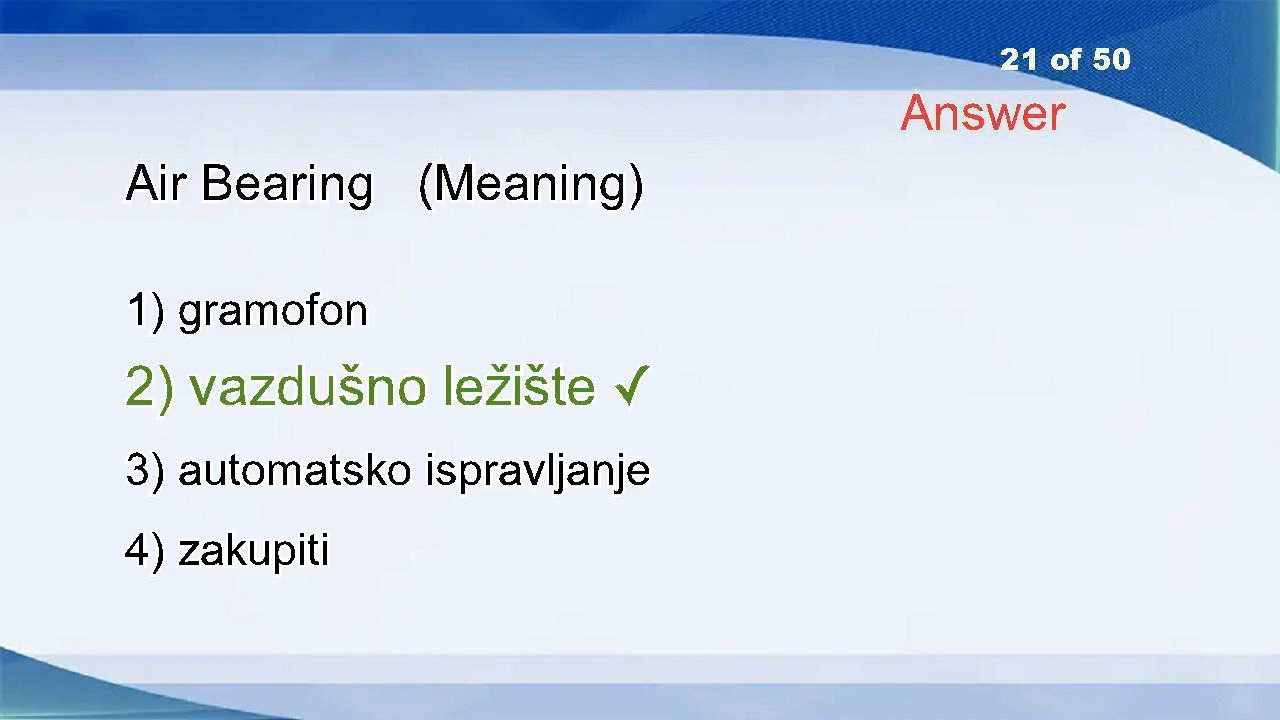 21 of 50
Answer
Air Bearing (Meaning)
1) gramofon
2) vazdušno ležište ✓
3) automatsko ispravljanje
4) zakupiti